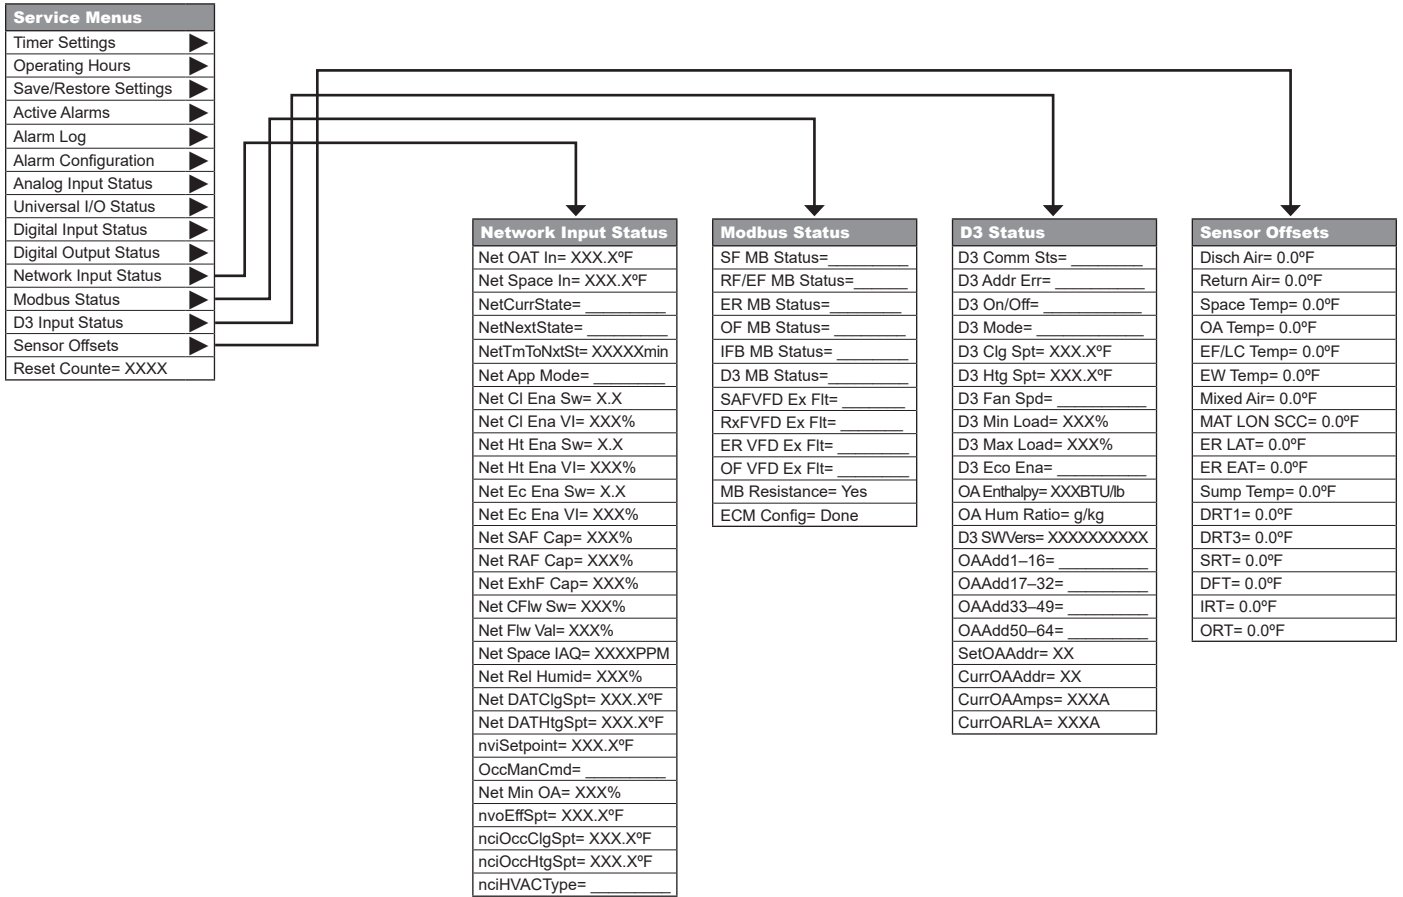 Service Menus
Timer Settings
Operating Hours
Save/Restore Settings
Active Alarms
Alarm Log
Alarm Configuration
Analog Input Status
Universal I/O Status
Digital Input Status
Digital Output Status
Network Input Status
Modbus Status
D3 Input Status
Sensor Offsets
Reset Counte= XXXX
Network Input Status
Net OAT In= XXX.XºF
Net Space In= XXX.XºF
NetCurrState= _________
NetNextState= _________
NetTmToNxtSt= XXXXXmin
Net App Mode= ________
Net Cl Ena Sw= X.X
Net Cl Ena Vl= XXX%
Net Ht Ena Sw= X.X
Net Ht Ena Vl= XXX%
Net Ec Ena Sw= X.X
Net Ec Ena Vl= XXX%
Net SAF Cap= XXX%
Net RAF Cap= XXX%
Net ExhF Cap= XXX%
Net CFlw Sw= XXX%
Net Flw Val= XXX%
Net Space IAQ= XXXXPPM
Net Rel Humid= XXX%
Net DATClgSpt= XXX.XºF
Net DATHtgSpt= XXX.XºF
nviSetpoint= XXX.XºF
OccManCmd= _________
Net Min OA= XXX%
nvoEffSpt= XXX.XºF
nciOccClgSpt= XXX.XºF
nciOccHtgSpt= XXX.XºF
nciHVACType= _________
Modbus Status
SF MB Status=_________
RF/EF MB Status=______
ER MB Status=_________
OF MB Status= ________
IFB MB Status= ________
D3 MB Status=_________
SAFVFD Ex Flt= _______
RxFVFD Ex Flt= _______
ER VFD Ex Flt= ________
OF VFD Ex Flt= ________
MB Resistance= Yes
ECM Config= Done
D3 Status
D3 Comm Sts= ________
D3 Addr Err= __________
D3 On/Off= ____________
D3 Mode= ____________
D3 Clg Spt= XXX.XºF
D3 Htg Spt= XXX.XºF
D3 Fan Spd= __________
D3 Min Load= XXX%
D3 Max Load= XXX%
D3 Eco Ena= __________
OA Enthalpy= XXXBTU/lb
OA Hum Ratio= g/kg
D3 SWVers= XXXXXXXXXX
OAAdd1–16= __________
OAAdd17–32= _________
OAAdd33–49= _________
OAAdd50–64= _________
SetOAAddr= XX
CurrOAAddr= XX
CurrOAAmps= XXXA
CurrOARLA= XXXA
Sensor Offsets
Disch Air= 0.0ºF
Return Air= 0.0ºF
Space Temp= 0.0ºF
OA Temp= 0.0ºF
EF/LC Temp= 0.0ºF
EW Temp= 0.0ºF
Mixed Air= 0.0ºF
MAT LON SCC= 0.0ºF
ER LAT= 0.0ºF
ER EAT= 0.0ºF
Sump Temp= 0.0ºF
DRT1= 0.0ºF
DRT3= 0.0ºF
SRT= 0.0ºF
DFT= 0.0ºF
IRT= 0.0ºF
ORT= 0.0ºF